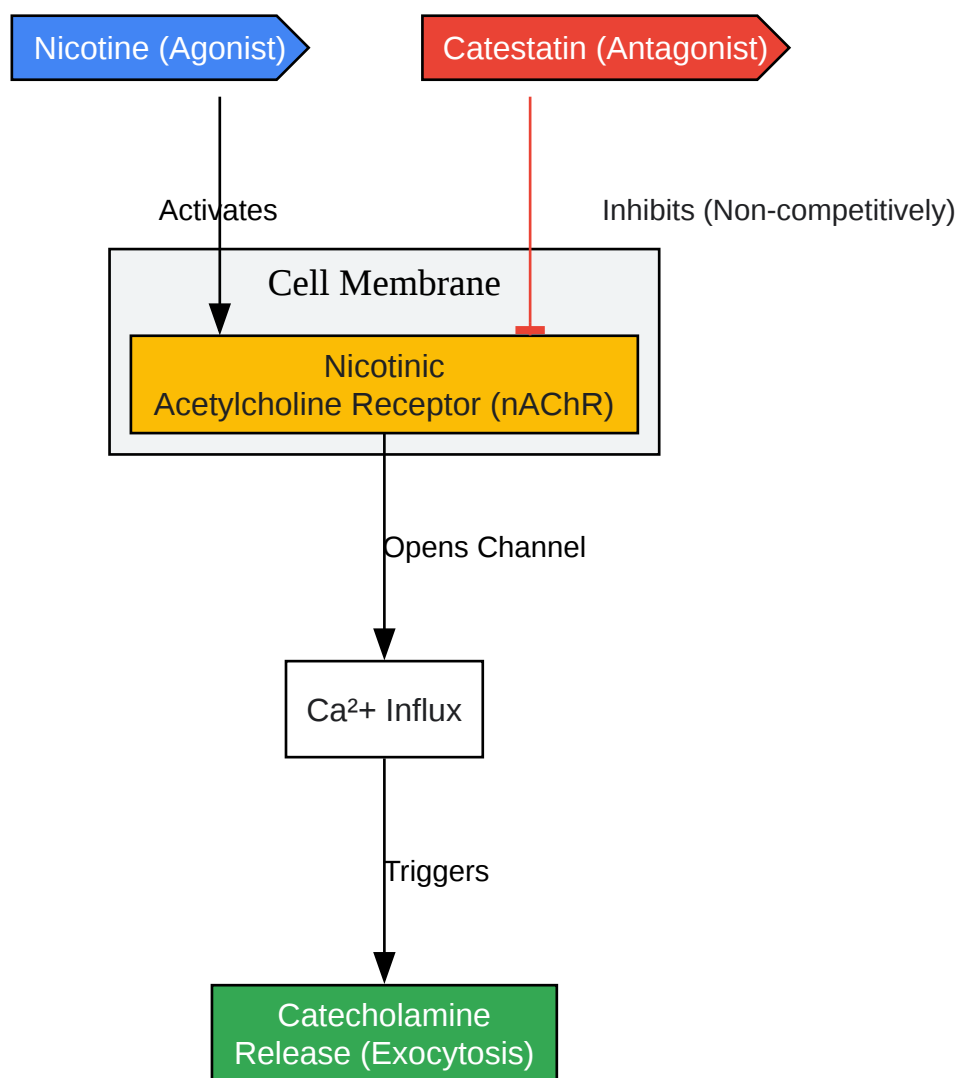 Nicotine (Agonist)
Catestatin (Antagonist)
Activates
Inhibits (Non-competitively)
Cell Membrane
Nicotinic
Acetylcholine Receptor (nAChR)
Opens Channel
Ca²+ Influx
Triggers
Catecholamine
Release (Exocytosis)